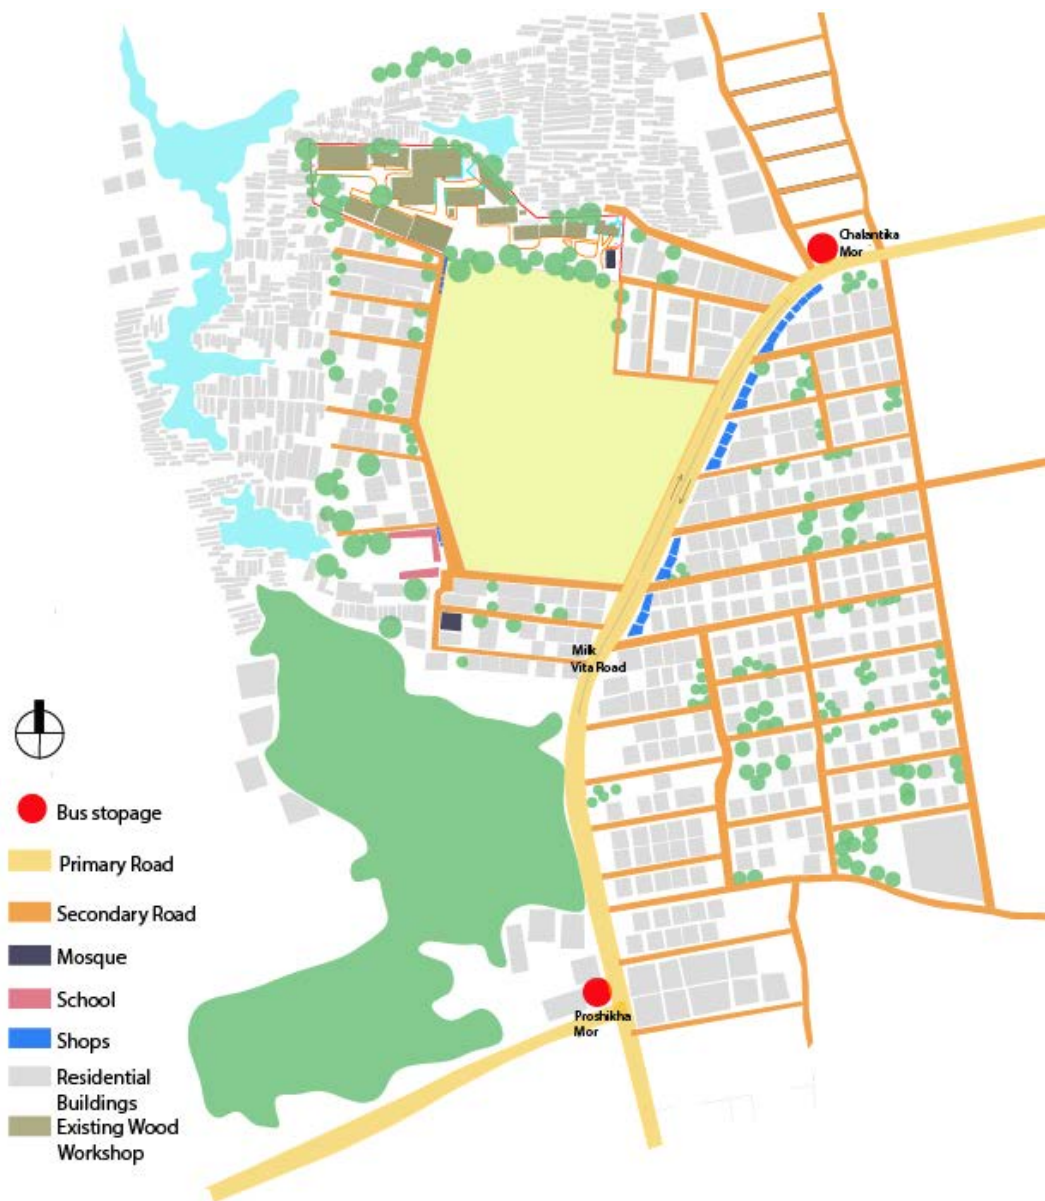 Chalantika
Mor
Milk
Vita Road
Proshikha
Mor
Bus stopage
Primary Road
Secondary Road
Mosque
School
Shops
Residential
Buildings
Existing Wood
Workshop